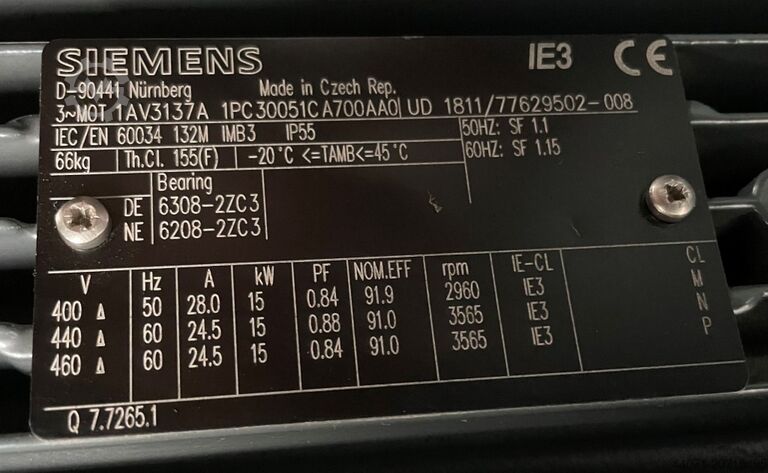 SIEMENS IE3 CE
D-90441 Nürnberg Made in Czech Rep.
3~MOT 1AV3137A 1PC30051CA700AA0 UD 1811/77629502-008
IEC/EN 60034 132M IMB3 IP55 50HZ: SF 1.1
66kg Th.Cl. 155(F) -20°C <=TAMB<=45°C 60HZ: SF 1.15
Bearing
DE 6308-2ZC3
NE 6208-2ZC3
V Hz A kW PF NOM.EFF rpm IE-CL CL
400 Δ 50 28.0 15 0.84 91.9 2960 IE3 M
440 Δ 60 24.5 15 0.88 91.0 3565 IE3 N
460 Δ 60 24.5 15 0.84 91.0 3565 IE3 P
Q 7.7265.1